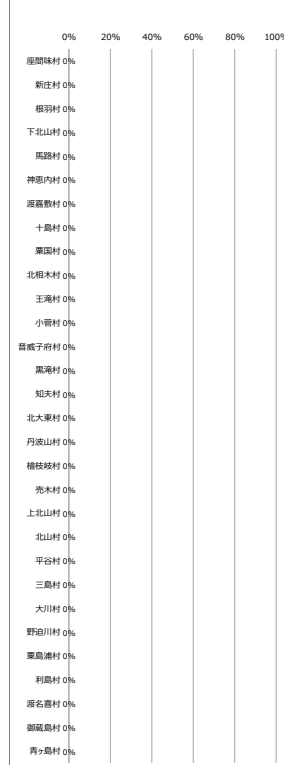 0% 20% 40% 60% 80% 100%
座間味村 0%
新庄村 0%
根羽村 0%
下北山村 0%
馬路村 0%
神恵内村 0%
渡嘉敷村 0%
十島村 0%
粟国村 0%
北相木村 0%
王滝村 0%
小菅村 0%
音威子府村 0%
黒滝村 0%
知夫村 0%
北大東村 0%
丹波山村 0%
檜枝岐村 0%
売木村 0%
上北山村 0%
北山村 0%
平谷村 0%
三島村 0%
大川村 0%
野迫川村 0%
粟島浦村 0%
利島村 0%
渡名喜村 0%
御蔵島村 0%
青ヶ島村 0%